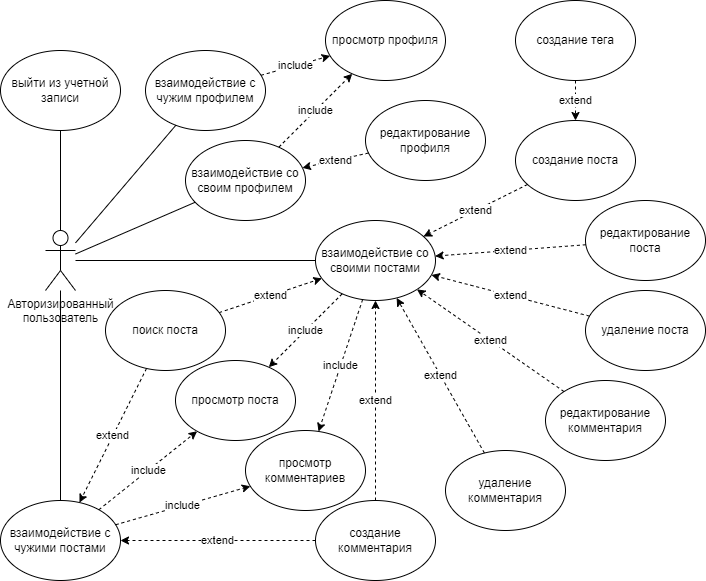 просмотр профиля
создание тега
include
выйти из учетной
записи
взаимодействие с
чужим профилем
include
extend
редактирование
профиля
взаимодействие со
своим профилем
extend
создание поста
extend
редактирование
поста
взаимодействие со
своими постами
extend
Авторизированный
пользователь
extend
extend
поиск поста
include
удаление поста
extend
include
extend
просмотр поста
extend
редактирование
комментария
extend
include
просмотр
комментариев
удаление
комментария
include
взаимодействие с
чужими постами
extend
создание
комментария